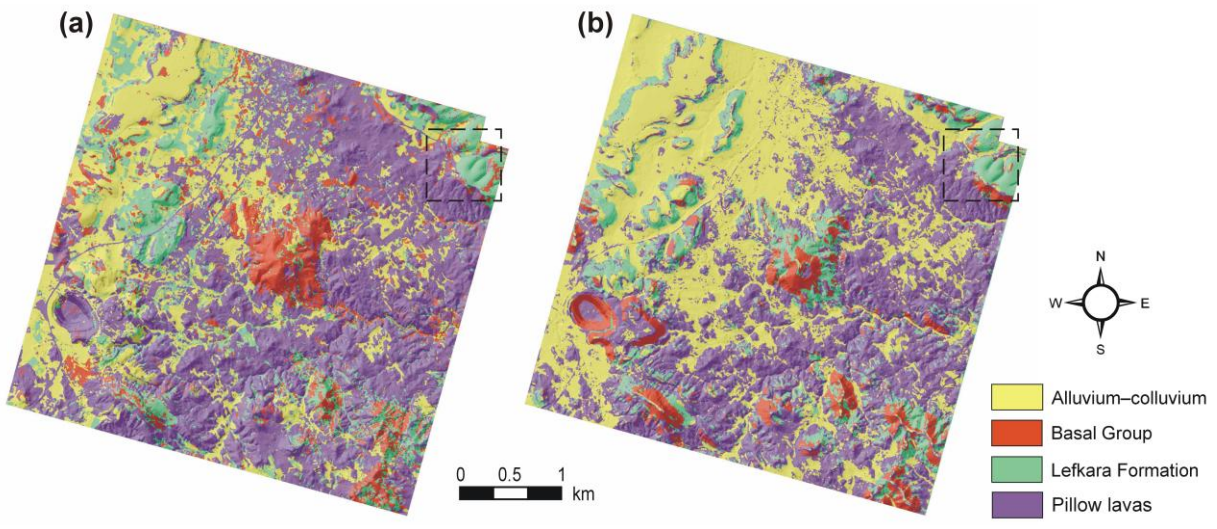 (a)
(b)
N
W E
S
Alluvium–colluvium
Basal Group
Lefkara Formation
Pillow lavas
0 0.5 1
km